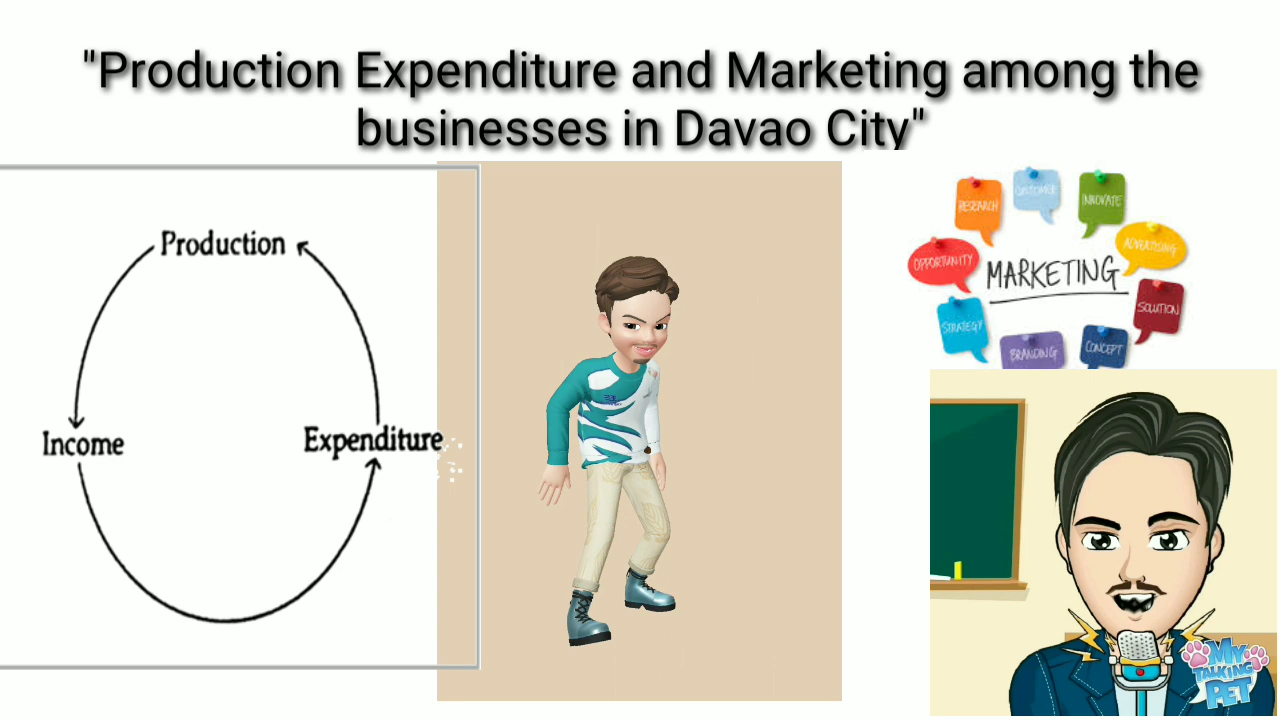 "Production Expenditure and Marketing among the
businesses in Davao City"
Production
Income
Expenditure
RESEARCH
CUSTOMER
INNOVATE
OPPORTUNITY
ADVERTISING
MARKETING
STRATEGY
SOLUTION
BRANDING
CONCEPT
MY
TALKING
PET